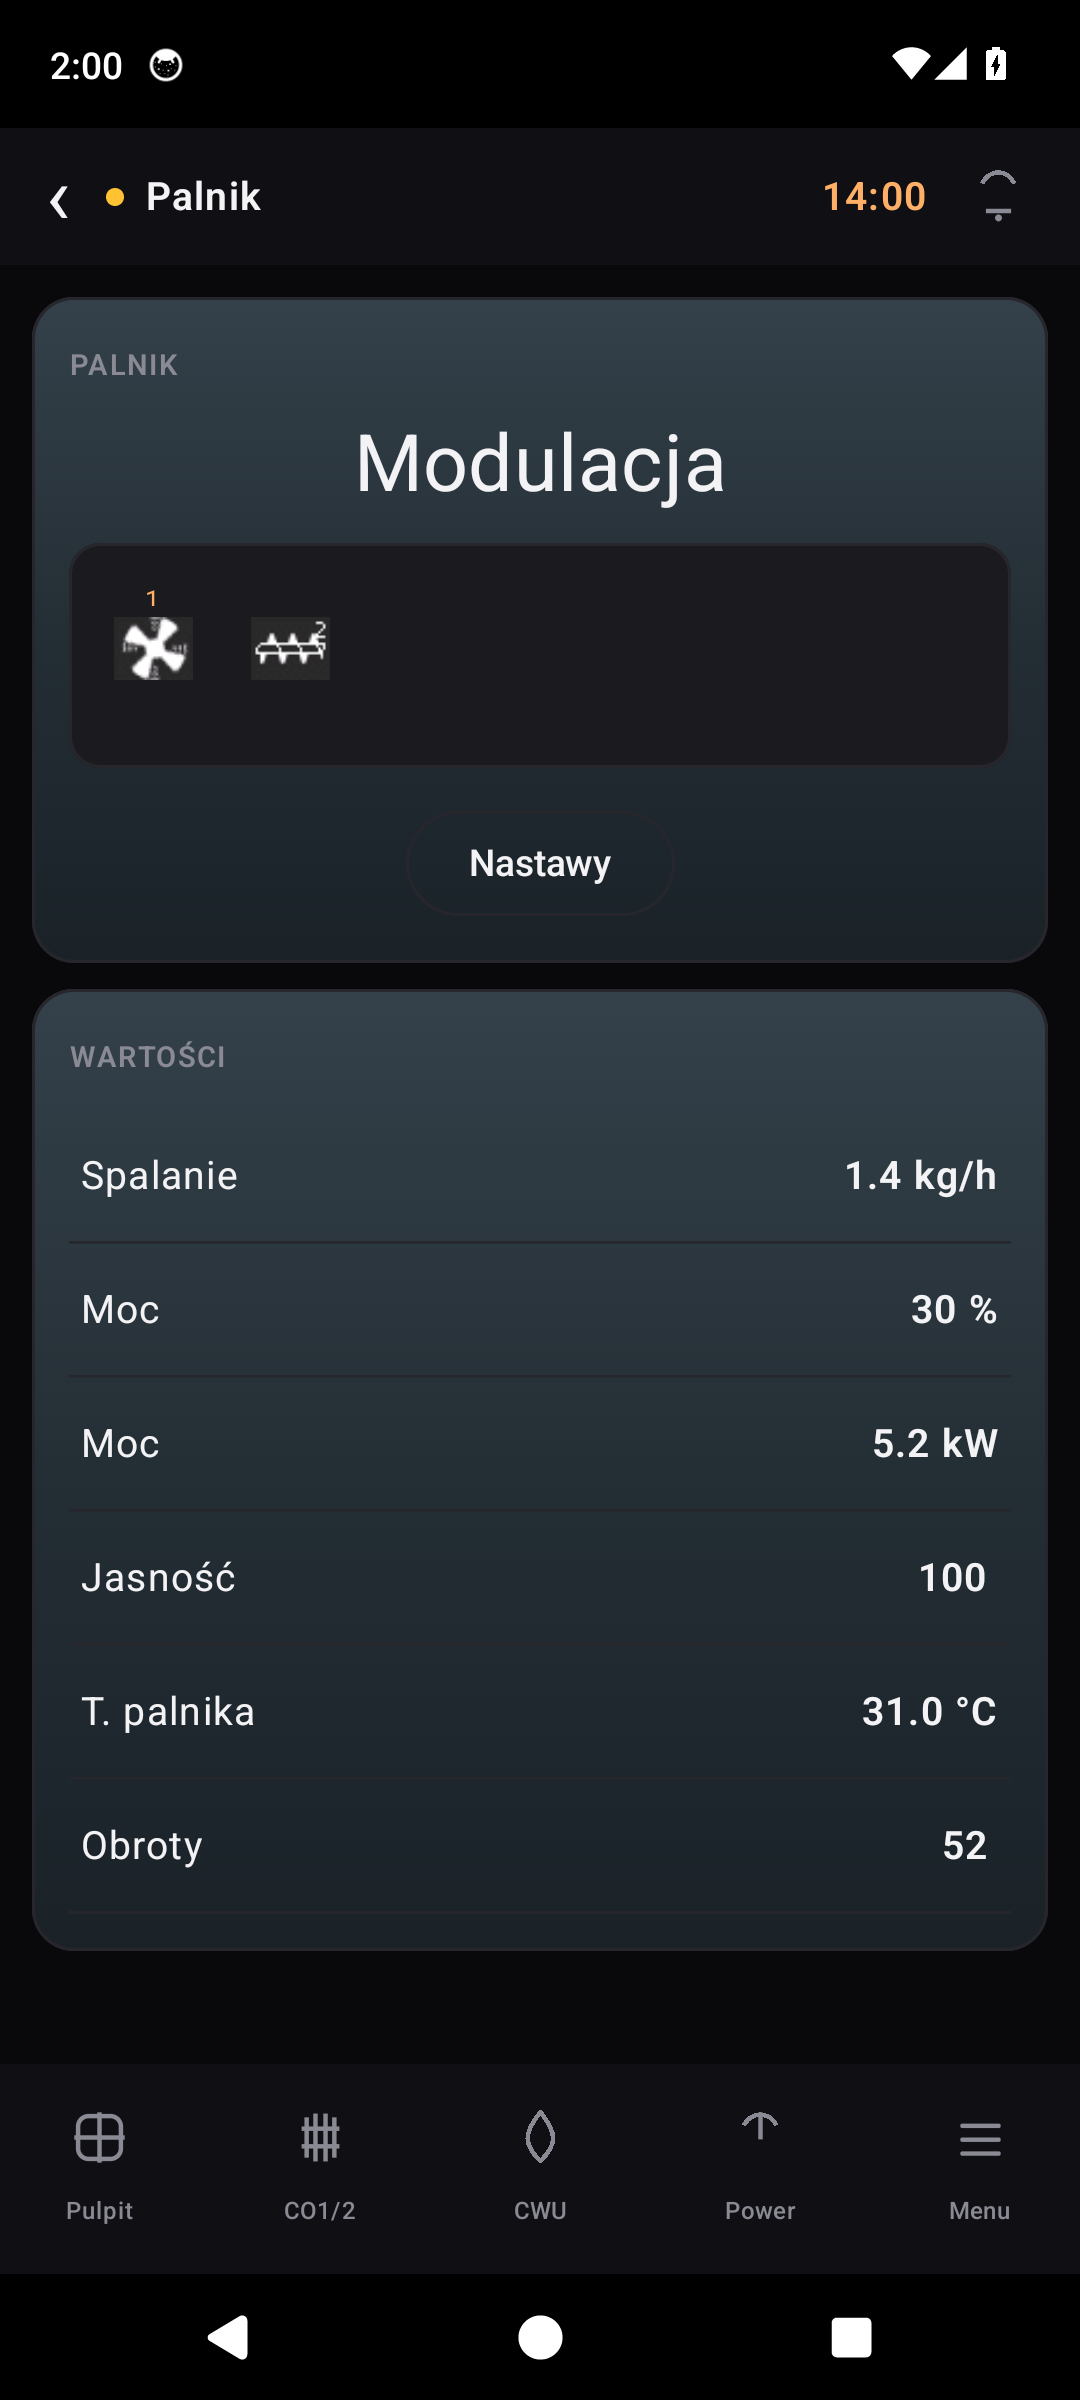 2:00
Palnik
14:00
PALNIK
Modulacja
1
2
Nastawy
WARTOŚCI
Spalanie 1.4 kg/h
Moc 30 %
Moc 5.2 kW
Jasność 100
T. palnika 31.0 °C
Obroty 52
Pulpit CO1/2 CWU Power Menu